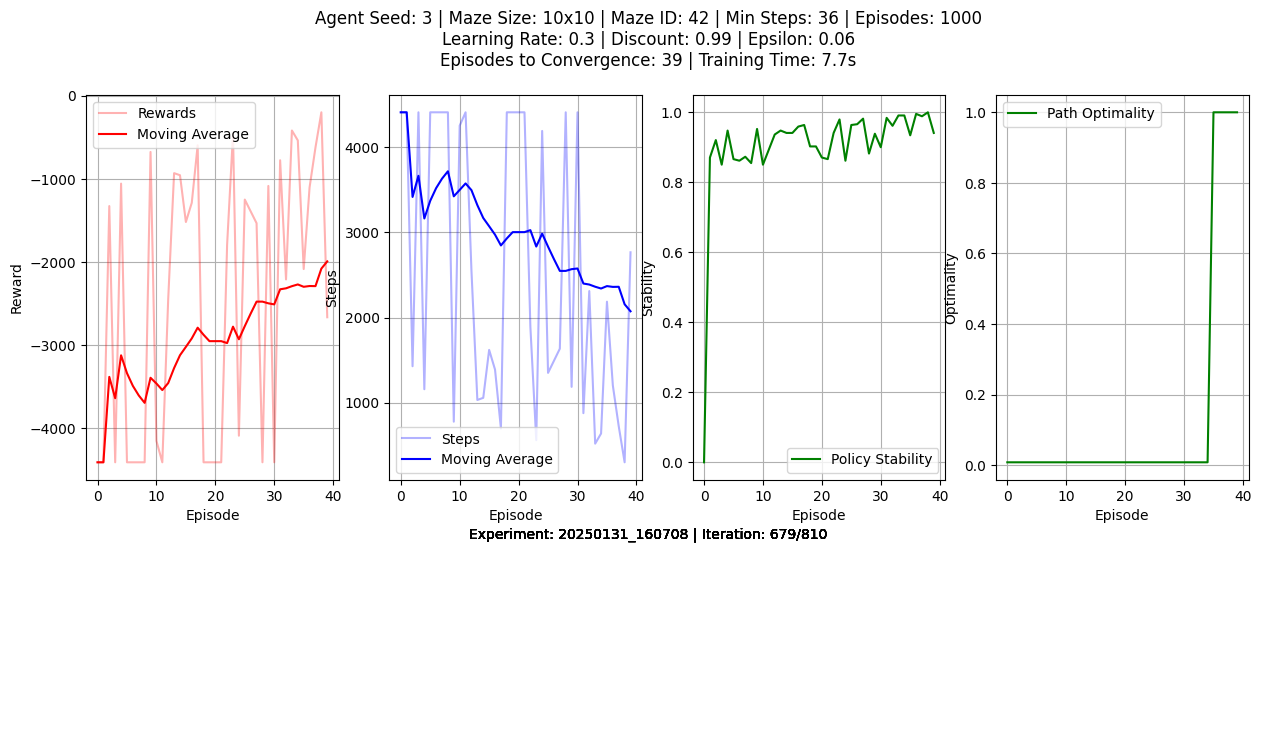 Agent Seed: 3 | Maze Size: 10x10 | Maze ID: 42 | Min Steps: 36 | Episodes: 1000
Learning Rate: 0.3 | Discount: 0.99 | Epsilon: 0.06
Episodes to Convergence: 39 | Training Time: 7.7s
Reward
0
−1000
−2000
−3000
−4000
Rewards
Moving Average
0
10
20
30
40
Episode
Steps
4000
3000
2000
1000
Steps
Moving Average
0
10
20
30
40
Episode
Stability
1.0
0.8
0.6
0.4
0.2
0.0
Policy Stability
0
10
20
30
40
Episode
Optimality
1.0
0.8
0.6
0.4
0.2
0.0
Path Optimality
0
10
20
30
40
Episode
Experiment: 20250131_160708 | Iteration: 679/810